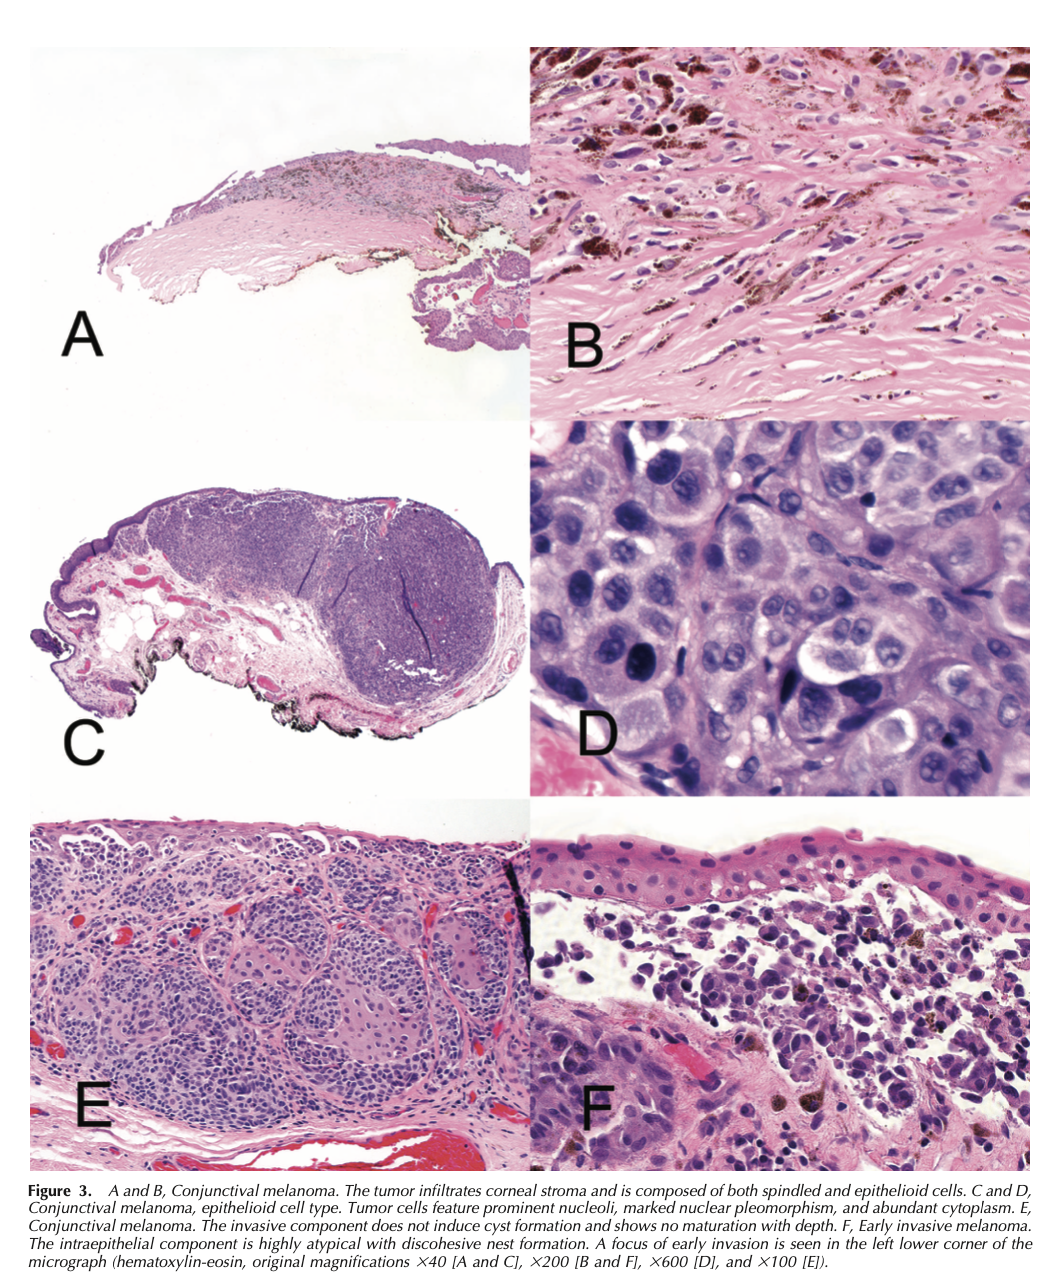 A
B
C
D
E
F
Figure 3. A and B, Conjunctival melanoma. The tumor infiltrates corneal stroma and is composed of both spindled and epithelioid cells. C and D,
Conjunctival melanoma, epithelioid cell type. Tumor cells feature prominent nucleoli, marked nuclear pleomorphism, and abundant cytoplasm. E,
Conjunctival melanoma. The invasive component does not induce cyst formation and shows no maturation with depth. F, Early invasive melanoma.
The intraepithelial component is highly atypical with discohesive nest formation. A focus of early invasion is seen in the left lower corner of the
micrograph (hematoxylin-eosin, original magnifications ×40 [A and C], ×200 [B and F], ×600 [D], and ×100 [E]).